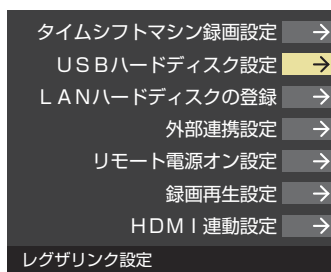 タイムシフトマシン録画設定 →
ＵＳＢハードディスク設定 →
ＬＡＮハードディスクの登録 →
外部連携設定 →
リモート電源オン設定 →
録画再生設定 →
ＨＤＭＩ連動設定 →
レグザリンク設定